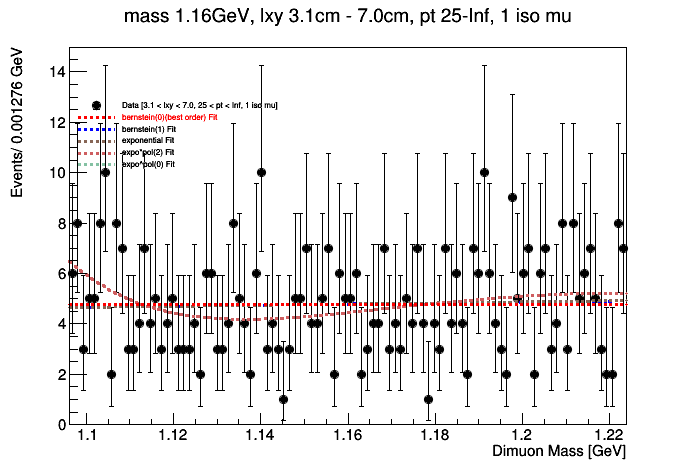 mass 1.16GeV, lxy 3.1cm - 7.0cm, pt 25-Inf, 1 iso mu
Events/ 0.001276 GeV
14
12
10
8
6
4
2
0
Data [3.1 < lxy < 7.0, 25 < pt < Inf, 1 iso mu]
bernstein(0)(best order) Fit
bernstein(1) Fit
exponential Fit
expo*pol(2) Fit
expo^pol(0) Fit
1.1 1.12 1.14 1.16 1.18 1.2 1.22
Dimuon Mass [GeV]